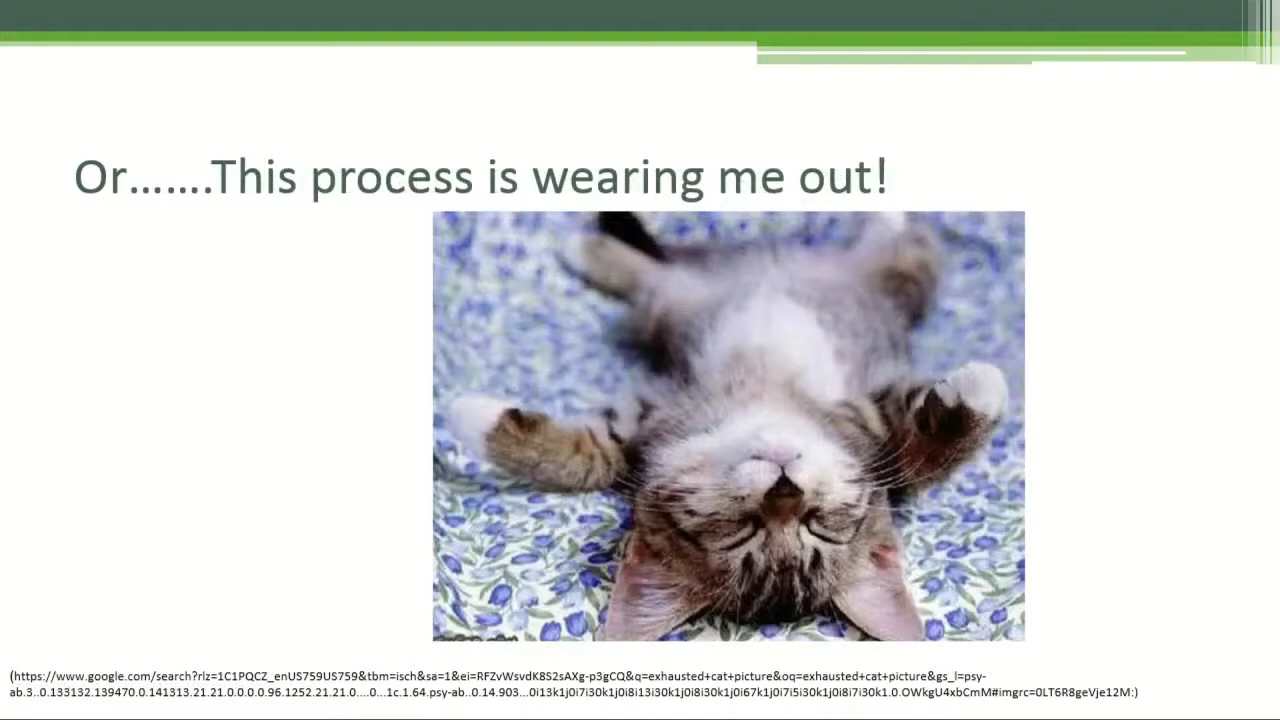 Or.......This process is wearing me out!
(https://www.google.com/search?rlz=1C1PQCZ_enUS759US759&tbm=isch&sa=1&ei=RFZvWsvdK8S2sAXg-p3gCQ&q=exhausted+cat+picture&oq=exhausted+cat+picture&gs_l=psy-
ab.3..0.133132.139470.0.141313.21.21.0.0.0.0.96.1252.21.21.0....0...1c.1.64.psy-ab..0.14.903...0i13k1j0i7i30k1j0i8i13i30k1j0i8i30k1j0i67k1j0i7i5i30k1j0i8i7i30k1.0.OWkgU4xbCmM#imgrc=0LT6R8geVje12M:)